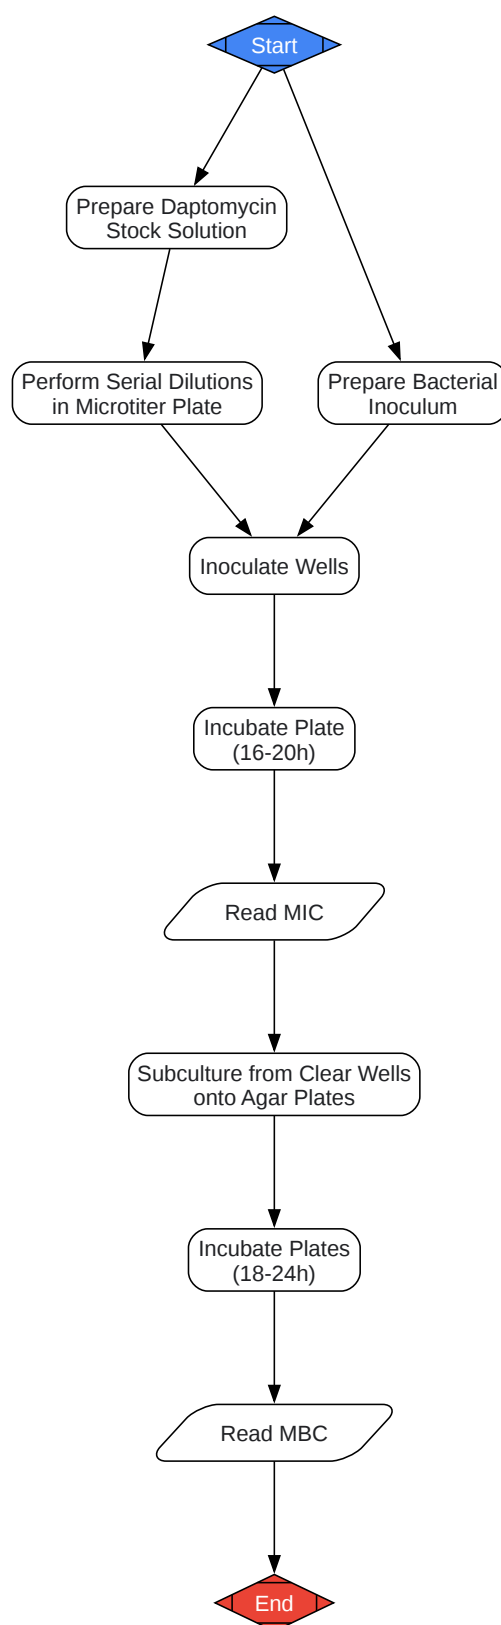 Start
Prepare Daptomycin
Stock Solution
Perform Serial Dilutions
in Microtiter Plate
Prepare Bacterial
Inoculum
Inoculate Wells
Incubate Plate
(16-20h)
Read MIC
Subculture from Clear Wells
onto Agar Plates
Incubate Plates
(18-24h)
Read MBC
End